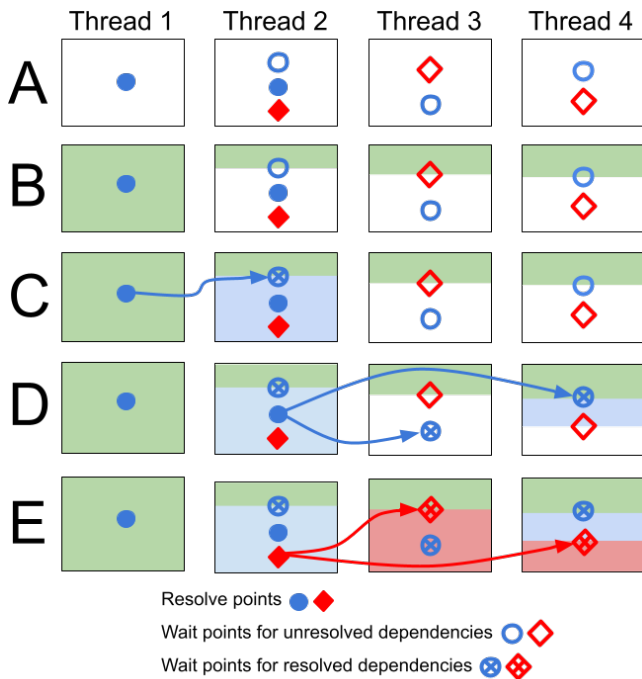 Thread 1 Thread 2 Thread 3 Thread 4
A
B
C
D
E
Resolve points
Wait points for unresolved dependencies
Wait points for resolved dependencies